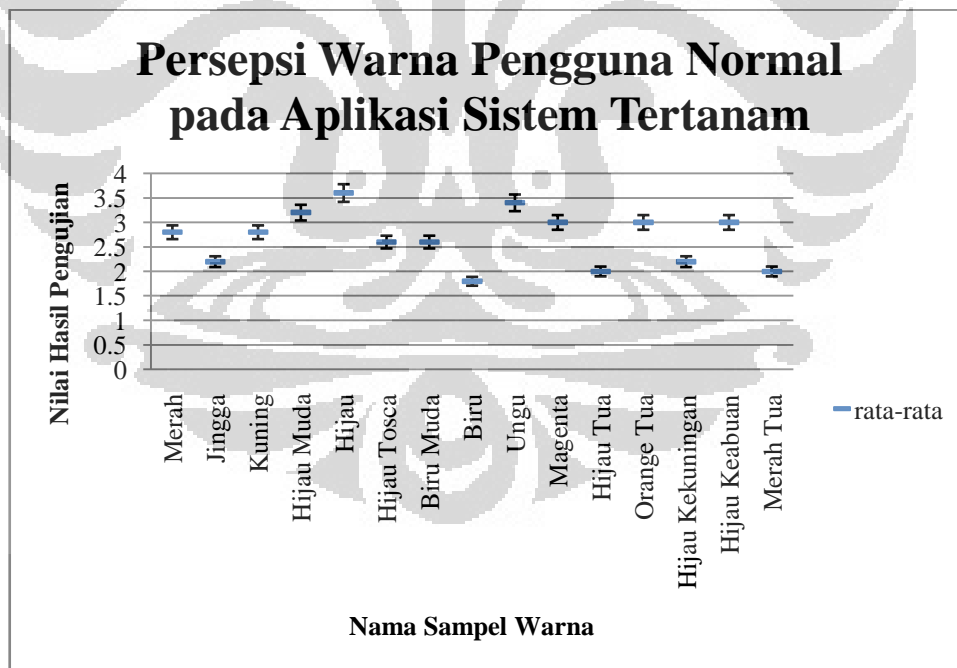 Persepsi Warna Pengguna Normal
pada Aplikasi Sistem Tertanam
Nilai Hasil Pengujian
4
3.5
3
2.5
2
1.5
1
0.5
0
Merah
Jingga
Kuning
Hijau Muda
Hijau
Hijau Tosca
Biru Muda
Biru
Ungu
Magenta
Hijau Tua
Orange Tua
Hijau Kekuningan
Hijau Keabuan
Merah Tua
rata-rata
Nama Sampel Warna